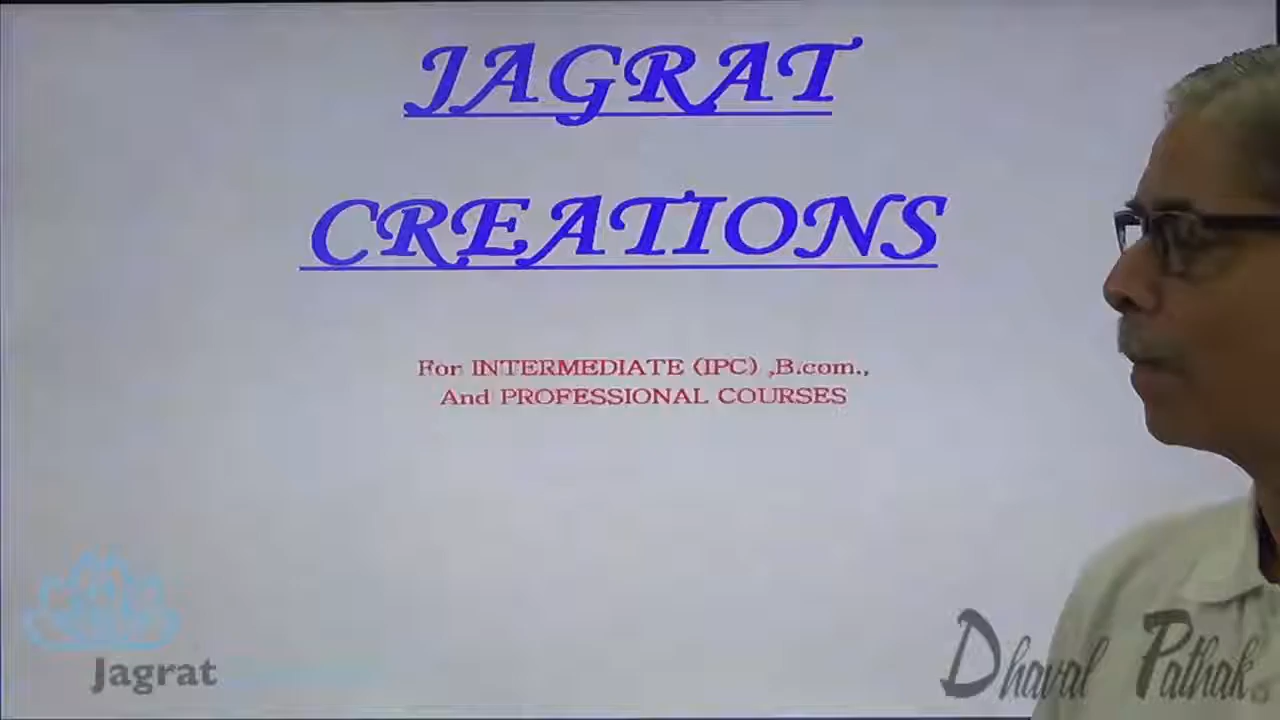 JAGRAT
CREATIONS
For INTERMEDIATE (IPC) ,B.com.,
And PROFESSIONAL COURSES
Jagrat
Dhaval Pathak